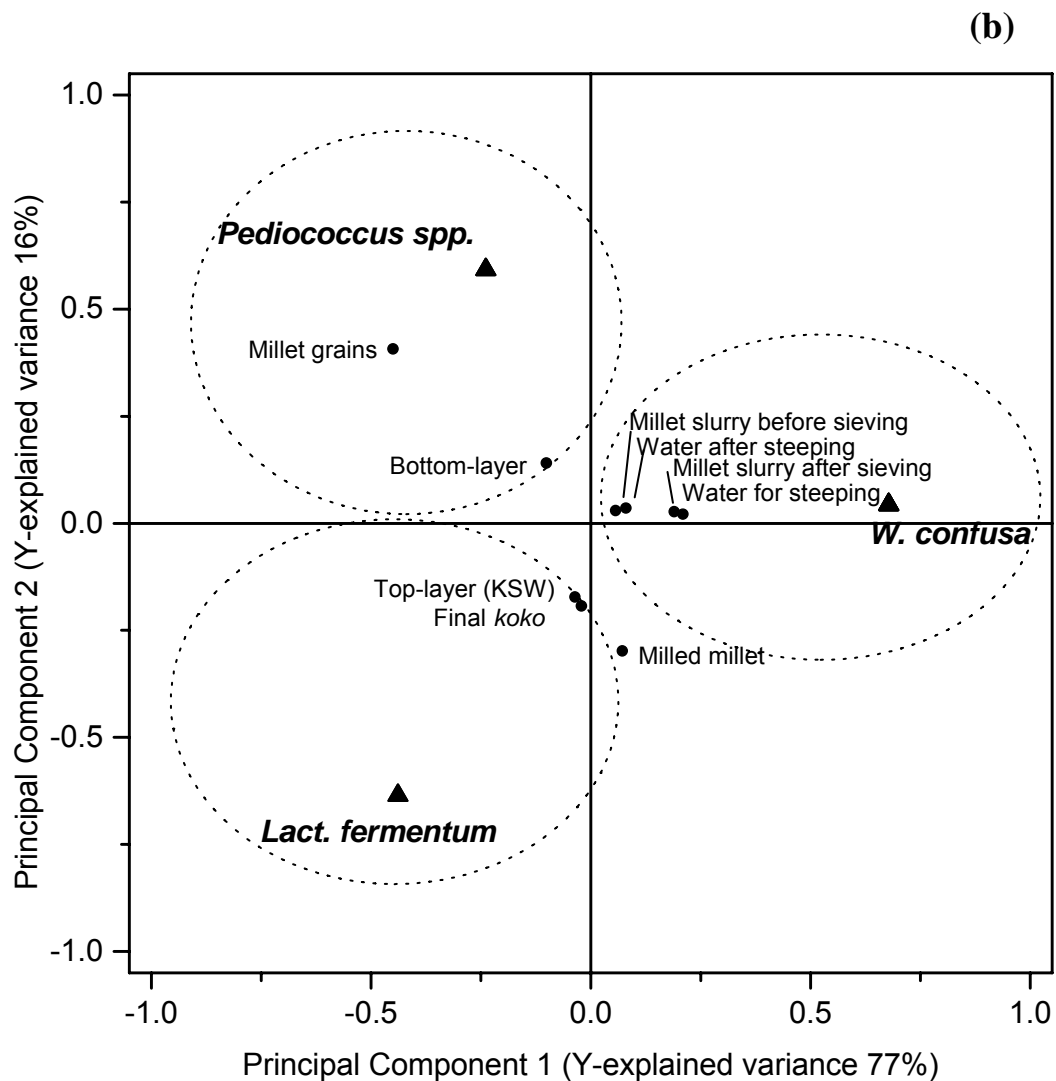 (b)
1.0
Pediococcus spp.
0.5
Millet grains
Millet slurry before sieving
Water after steeping
Bottom-layer
Millet slurry after sieving
Water for steeping
0.0
W. confusa
Top-layer (KSW)
Final koko
Milled millet
-0.5
Lact. fermentum
-1.0
-1.0 -0.5 0.0 0.5 1.0
Principal Component 1 (Y-explained variance 77%)
Principal Component 2 (Y-explained variance 16%)